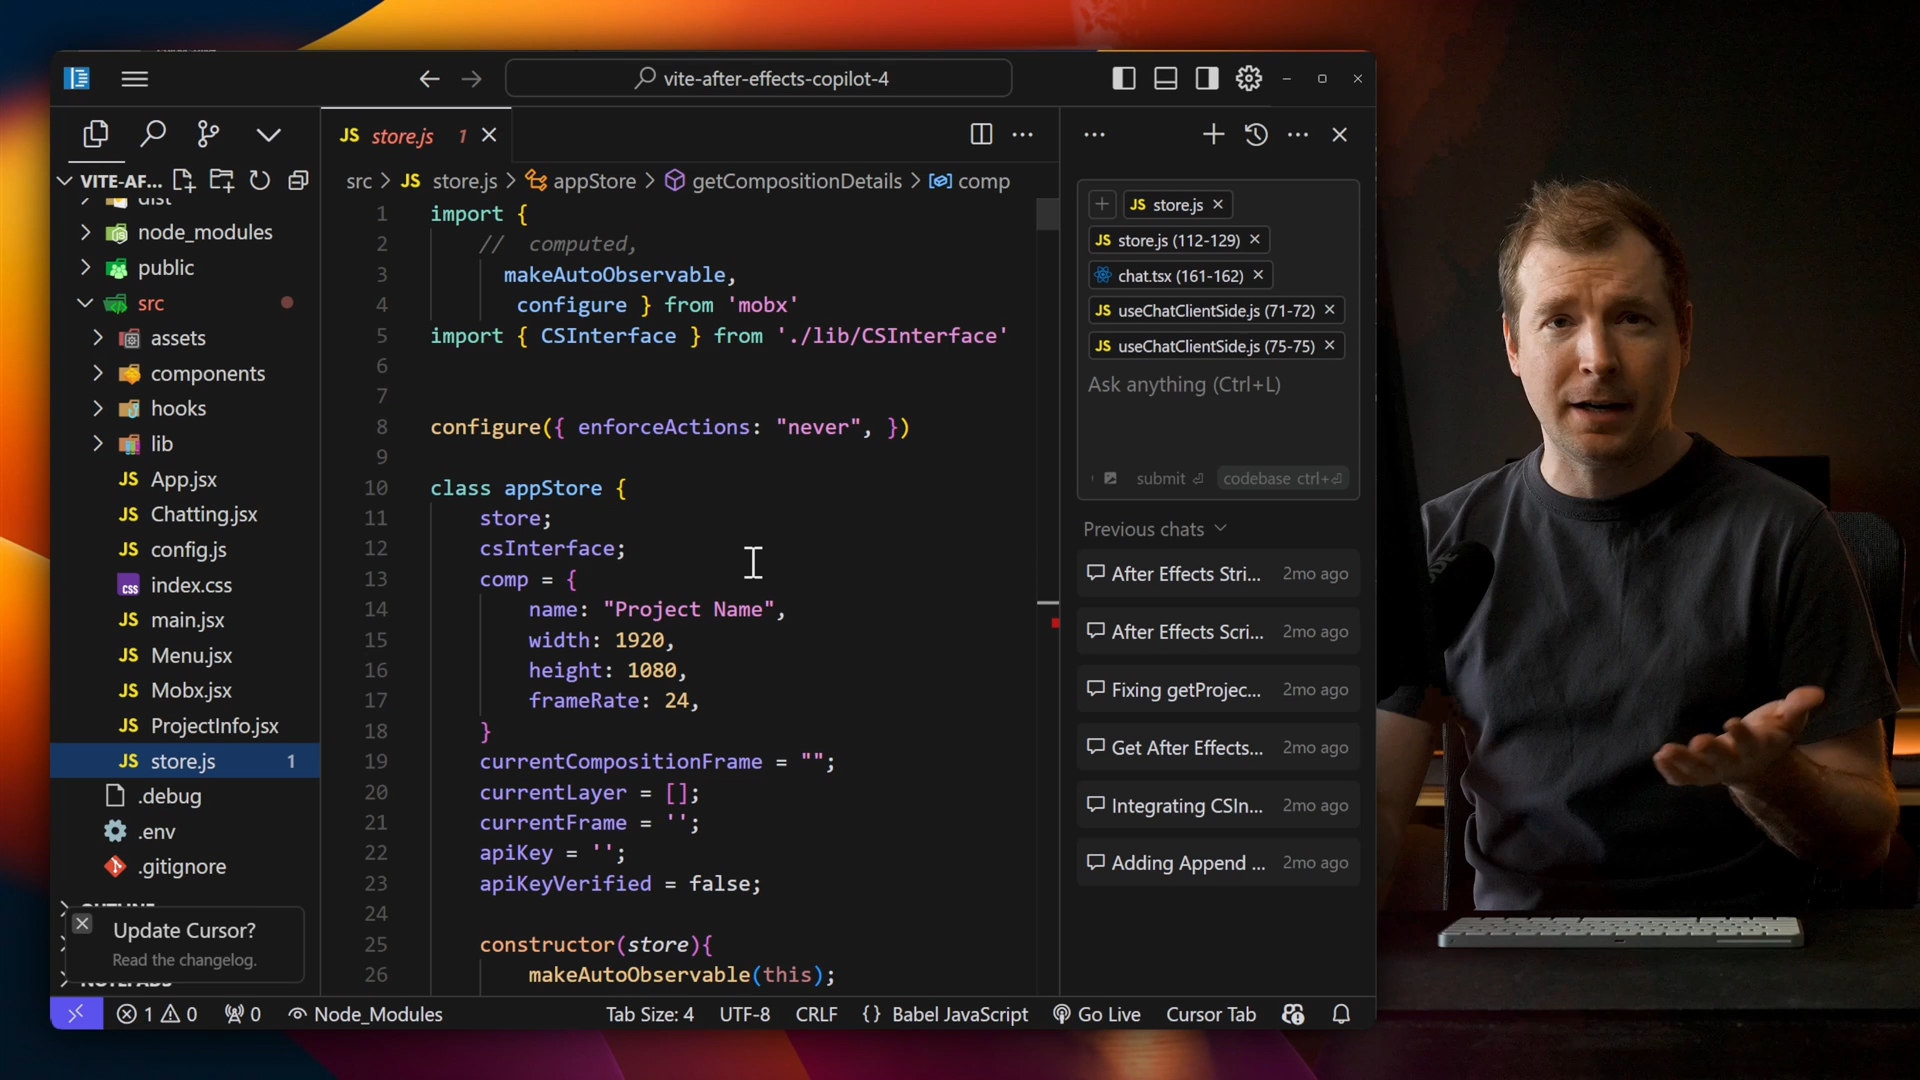 vite-after-effects-copilot-4
JS store.js 1
VITE-AF...
dist
node_modules
public
src
assets
components
hooks
lib
JS App.jsx
JS Chatting.jsx
JS config.js
css index.css
JS main.jsx
JS Menu.jsx
JS Mobx.jsx
JS ProjectInfo.jsx
JS store.js 1
.debug
.env
.gitignore
OUTLINE
Update Cursor?
Read the changelog.
NOTEPADS
src > JS store.js > appStore > getCompositionDetails > comp
1 import {
2 // computed,
3 makeAutoObservable,
4 configure } from 'mobx'
5 import { CSInterface } from './lib/CSInterface'
6
7
8 configure({ enforceActions: "never", })
9
10 class appStore {
11 store;
12 csInterface;
13 comp = {
14 name: "Project Name",
15 width: 1920,
16 height: 1080,
17 frameRate: 24,
18 }
19 currentCompositionFrame = "";
20 currentLayer = [];
21 currentFrame = '';
22 apiKey = '';
23 apiKeyVerified = false;
24
25 constructor(store){
26 makeAutoObservable(this);
JS store.js
JS store.js (112-129)
chat.tsx (161-162)
JS useChatClientSide.js (71-72)
JS useChatClientSide.js (75-75)
Ask anything (Ctrl+L)
submit codebase ctrl+
Previous chats
After Effects Stri... 2mo ago
After Effects Scri... 2mo ago
Fixing getProjec... 2mo ago
Get After Effects... 2mo ago
Integrating CSIn... 2mo ago
Adding Append ... 2mo ago
1 0 0 Node_Modules Tab Size: 4 UTF-8 CRLF {} Babel JavaScript Go Live Cursor Tab